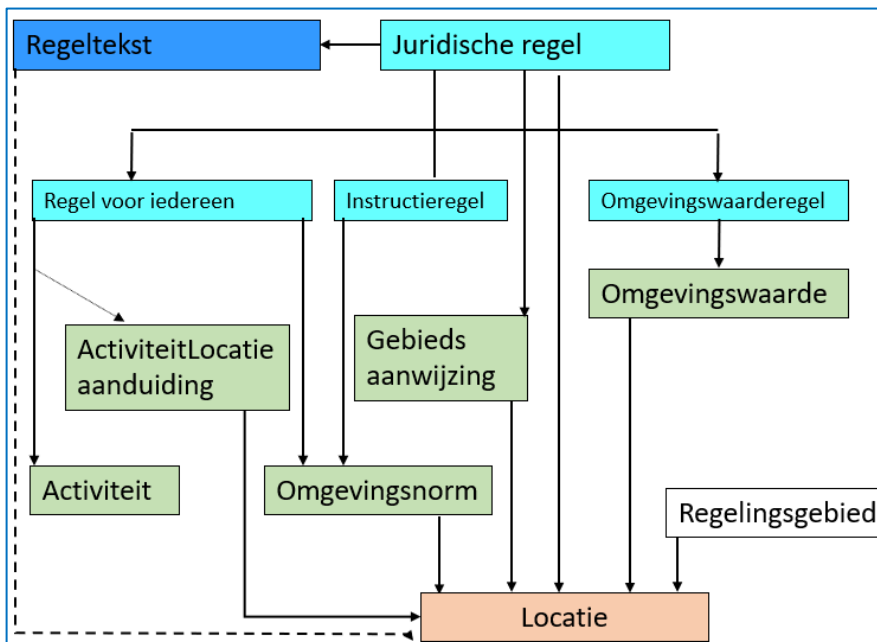 Regeltekst
Juridische regel
Regel voor iedereen
Instructieregel
Omgevingswaarderegel
Omgevingswaarde
ActiviteitLocatie
aanduiding
Gebieds
aanwijzing
Activiteit
Omgevingsnorm
Regelingsgebied
Locatie